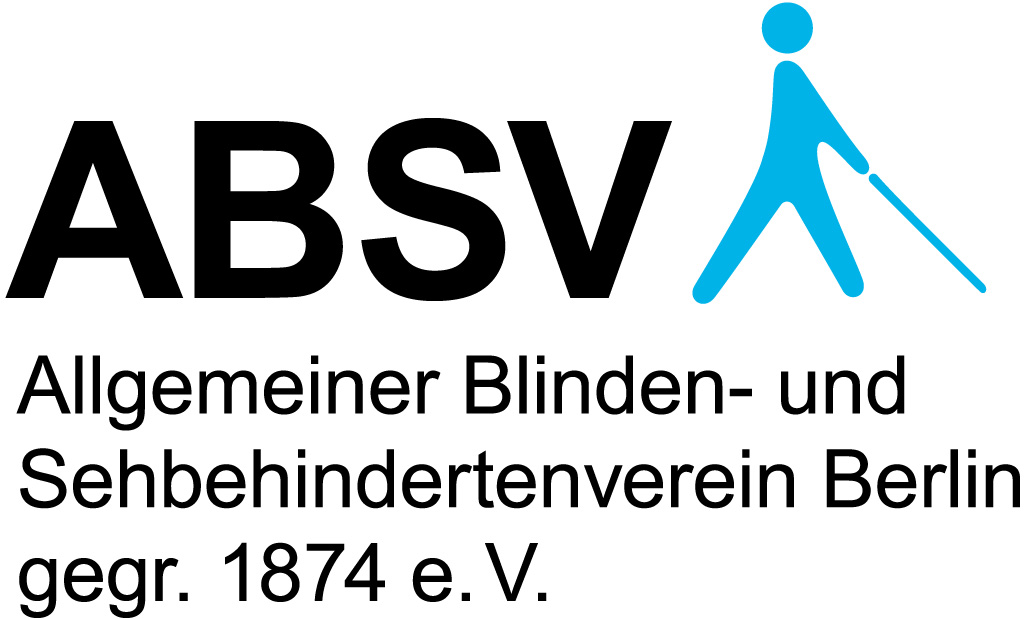 ABSV
Allgemeiner Blinden- und
Sehbehindertenverein Berlin
gegr. 1874 e. V.